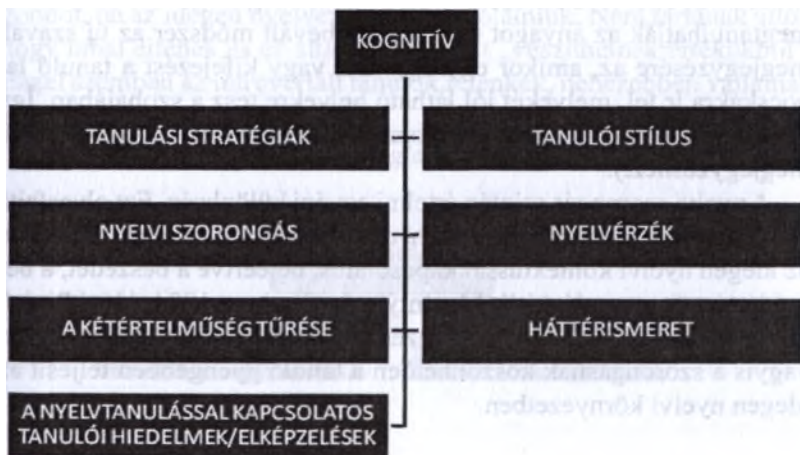 KOGNITÍV
TANULÁSI STRATÉGIÁK
TANULÓI STÍLUS
NYELVI SZORONGÁS
NYELVÉRZÉK
A KÉTÉRTELMŰSÉG TŰRÉSE
HÁTTÉRISMERET
A NYELVTANULÁSSAL KAPCSOLATOS
TANULÓI HIEDELMEK/ELKÉPZELÉSEK